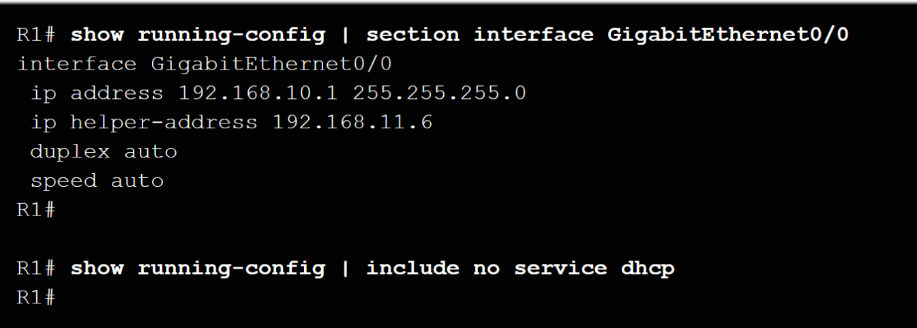 R1# show running-config | section interface GigabitEthernet0/0
interface GigabitEthernet0/0
ip address 192.168.10.1 255.255.255.0
ip helper-address 192.168.11.6
duplex auto
speed auto
R1#
R1# show running-config | include no service dhcp
R1#